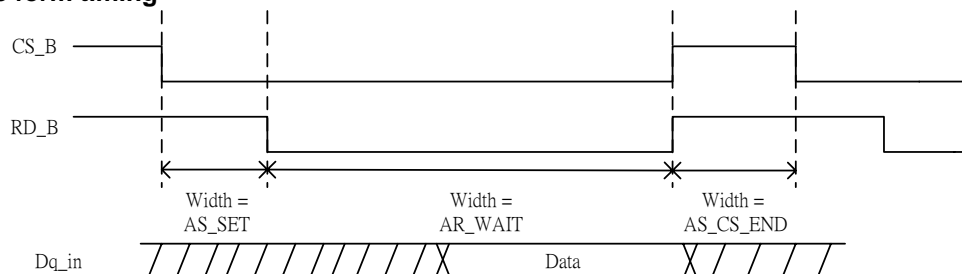 CS_B
RD_B
Width =
AS_SET
Width =
AR_WAIT
Width =
AS_CS_END
Dq_in
Data